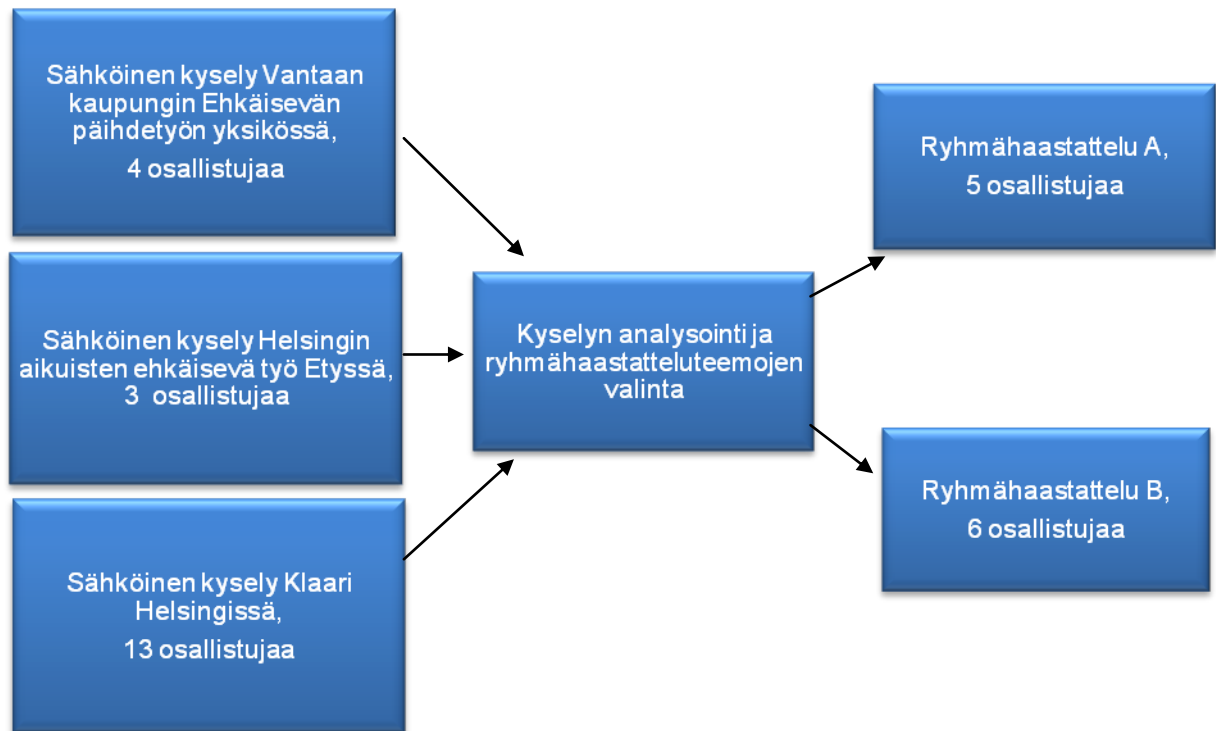 Sähköinen kysely Vantaan
kaupungin Ehkäisevän
päihdetyön yksikössä,
4 osallistujaa
Sähköinen kysely Helsingin
aikuisten ehkäisevä työ Etyssä,
3 osallistujaa
Sähköinen kysely Klaari
Helsingissä,
13 osallistujaa
Kyselyn analysointi ja
ryhmähaastatteluteemojen
valinta
Ryhmähaastattelu A,
5 osallistujaa
Ryhmähaastattelu B,
6 osallistujaa